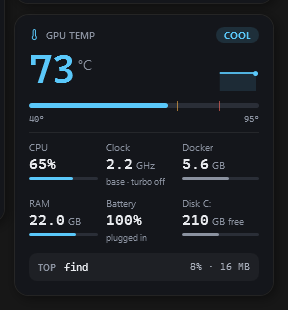 GPU TEMP
COOL
73 °C
40° 95°
CPU Clock Docker
65% 2.2 GHz 5.6 GB
base · turbo off
RAM Battery Disk C:
22.0 GB 100% 210 GB free
plugged in
TOP find 8% · 16 MB